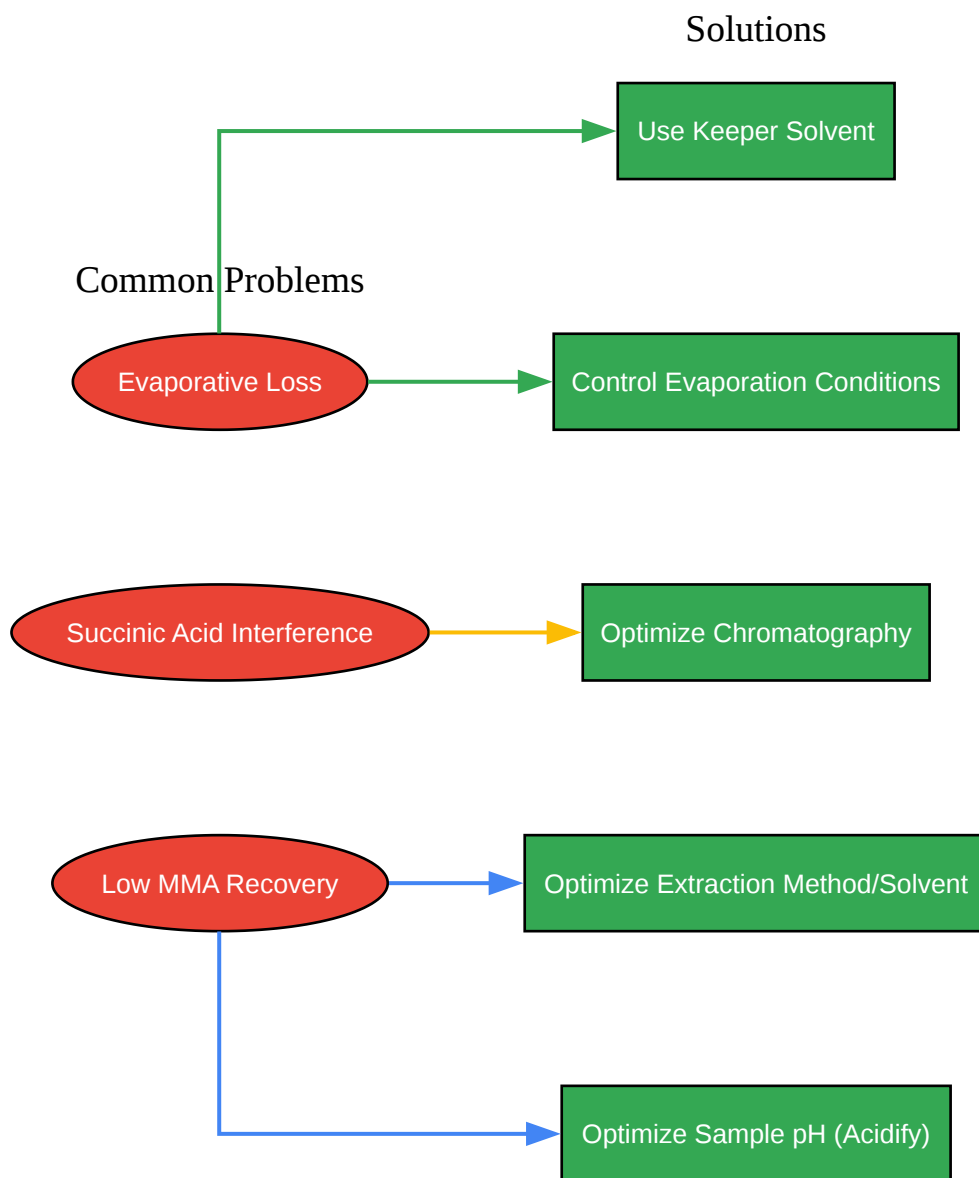 Solutions
Use Keeper Solvent
Common Problems
Evaporative Loss
Control Evaporation Conditions
Succinic Acid Interference
Optimize Chromatography
Low MMA Recovery
Optimize Extraction Method/Solvent
Optimize Sample pH (Acidify)